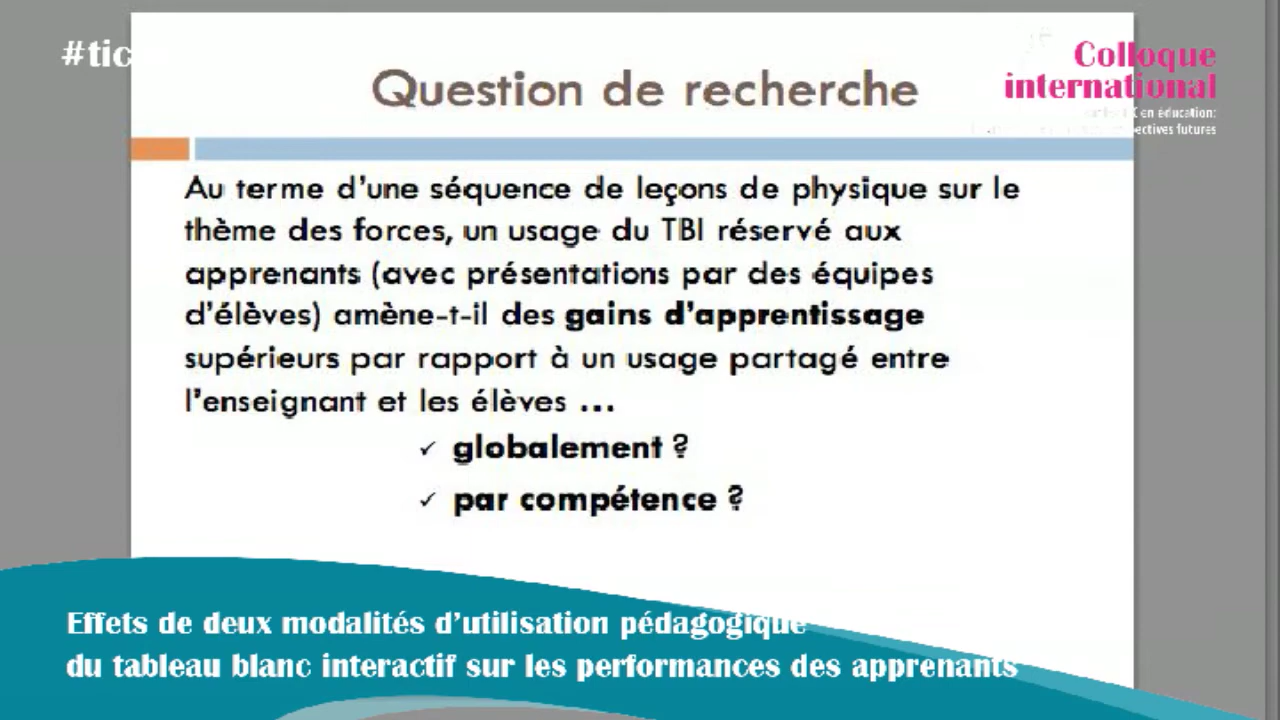 #tic
Colloque
international
en éducation:
ectives futures
Question de recherche
Au terme d'une séquence de leçons de physique sur le
thème des forces, un usage du TBI réservé aux
apprenants (avec présentations par des équipes
d'élèves) amène-t-il des gains d'apprentissage
supérieurs par rapport à un usage partagé entre
l'enseignant et les élèves ...
✓ globalement ?
✓ par compétence ?
Effets de deux modalités d'utilisation pédagogique
du tableau blanc interactif sur les performances des apprenants